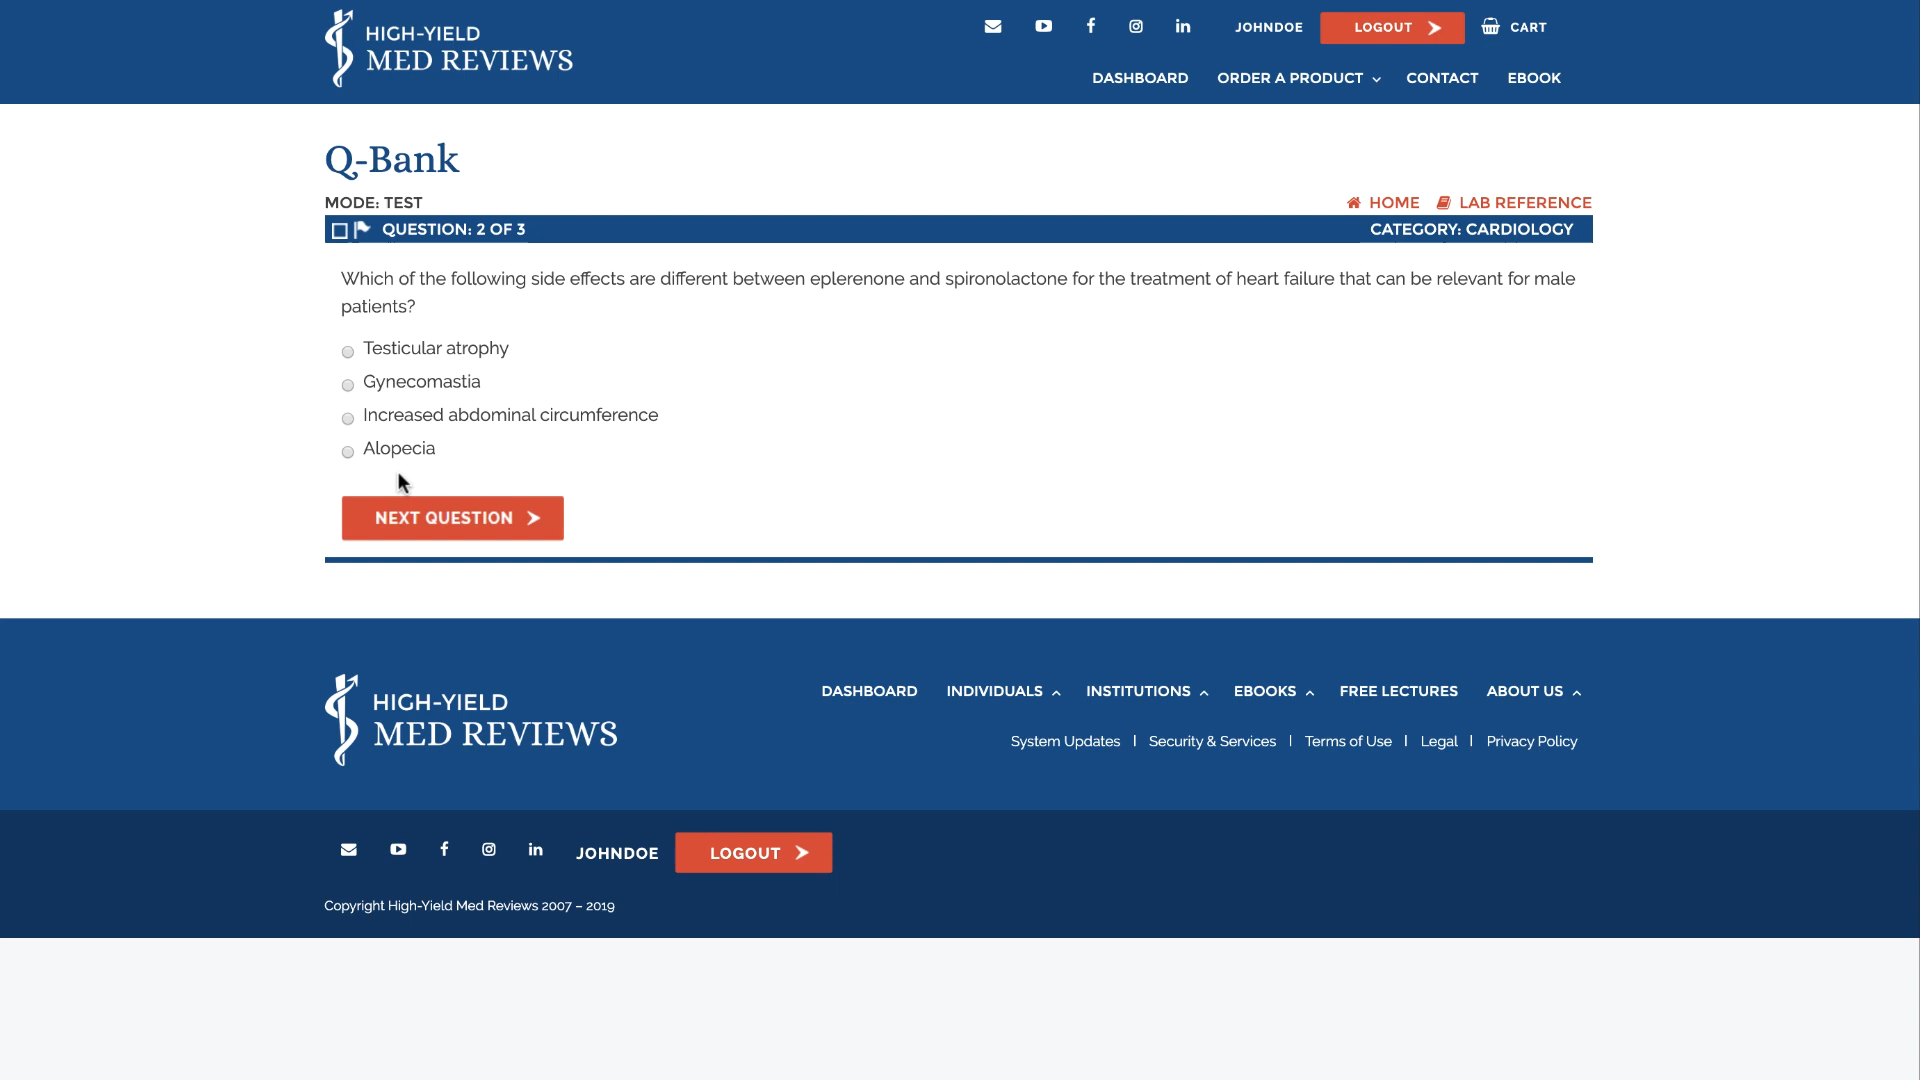 HIGH-YIELD
MED REVIEWS
JOHNDOE
LOGOUT
CART
DASHBOARD
ORDER A PRODUCT
CONTACT
EBOOK
Q-Bank
MODE: TEST
HOME
LAB REFERENCE
QUESTION: 2 OF 3
CATEGORY: CARDIOLOGY
Which of the following side effects are different between eplerenone and spironolactone for the treatment of heart failure that can be relevant for male
patients?
Testicular atrophy
Gynecomastia
Increased abdominal circumference
Alopecia
NEXT QUESTION
HIGH-YIELD
MED REVIEWS
DASHBOARD
INDIVIDUALS
INSTITUTIONS
EBOOKS
FREE LECTURES
ABOUT US
System Updates | Security & Services | Terms of Use | Legal | Privacy Policy
JOHNDOE
LOGOUT
Copyright High-Yield Med Reviews 2007 – 2019